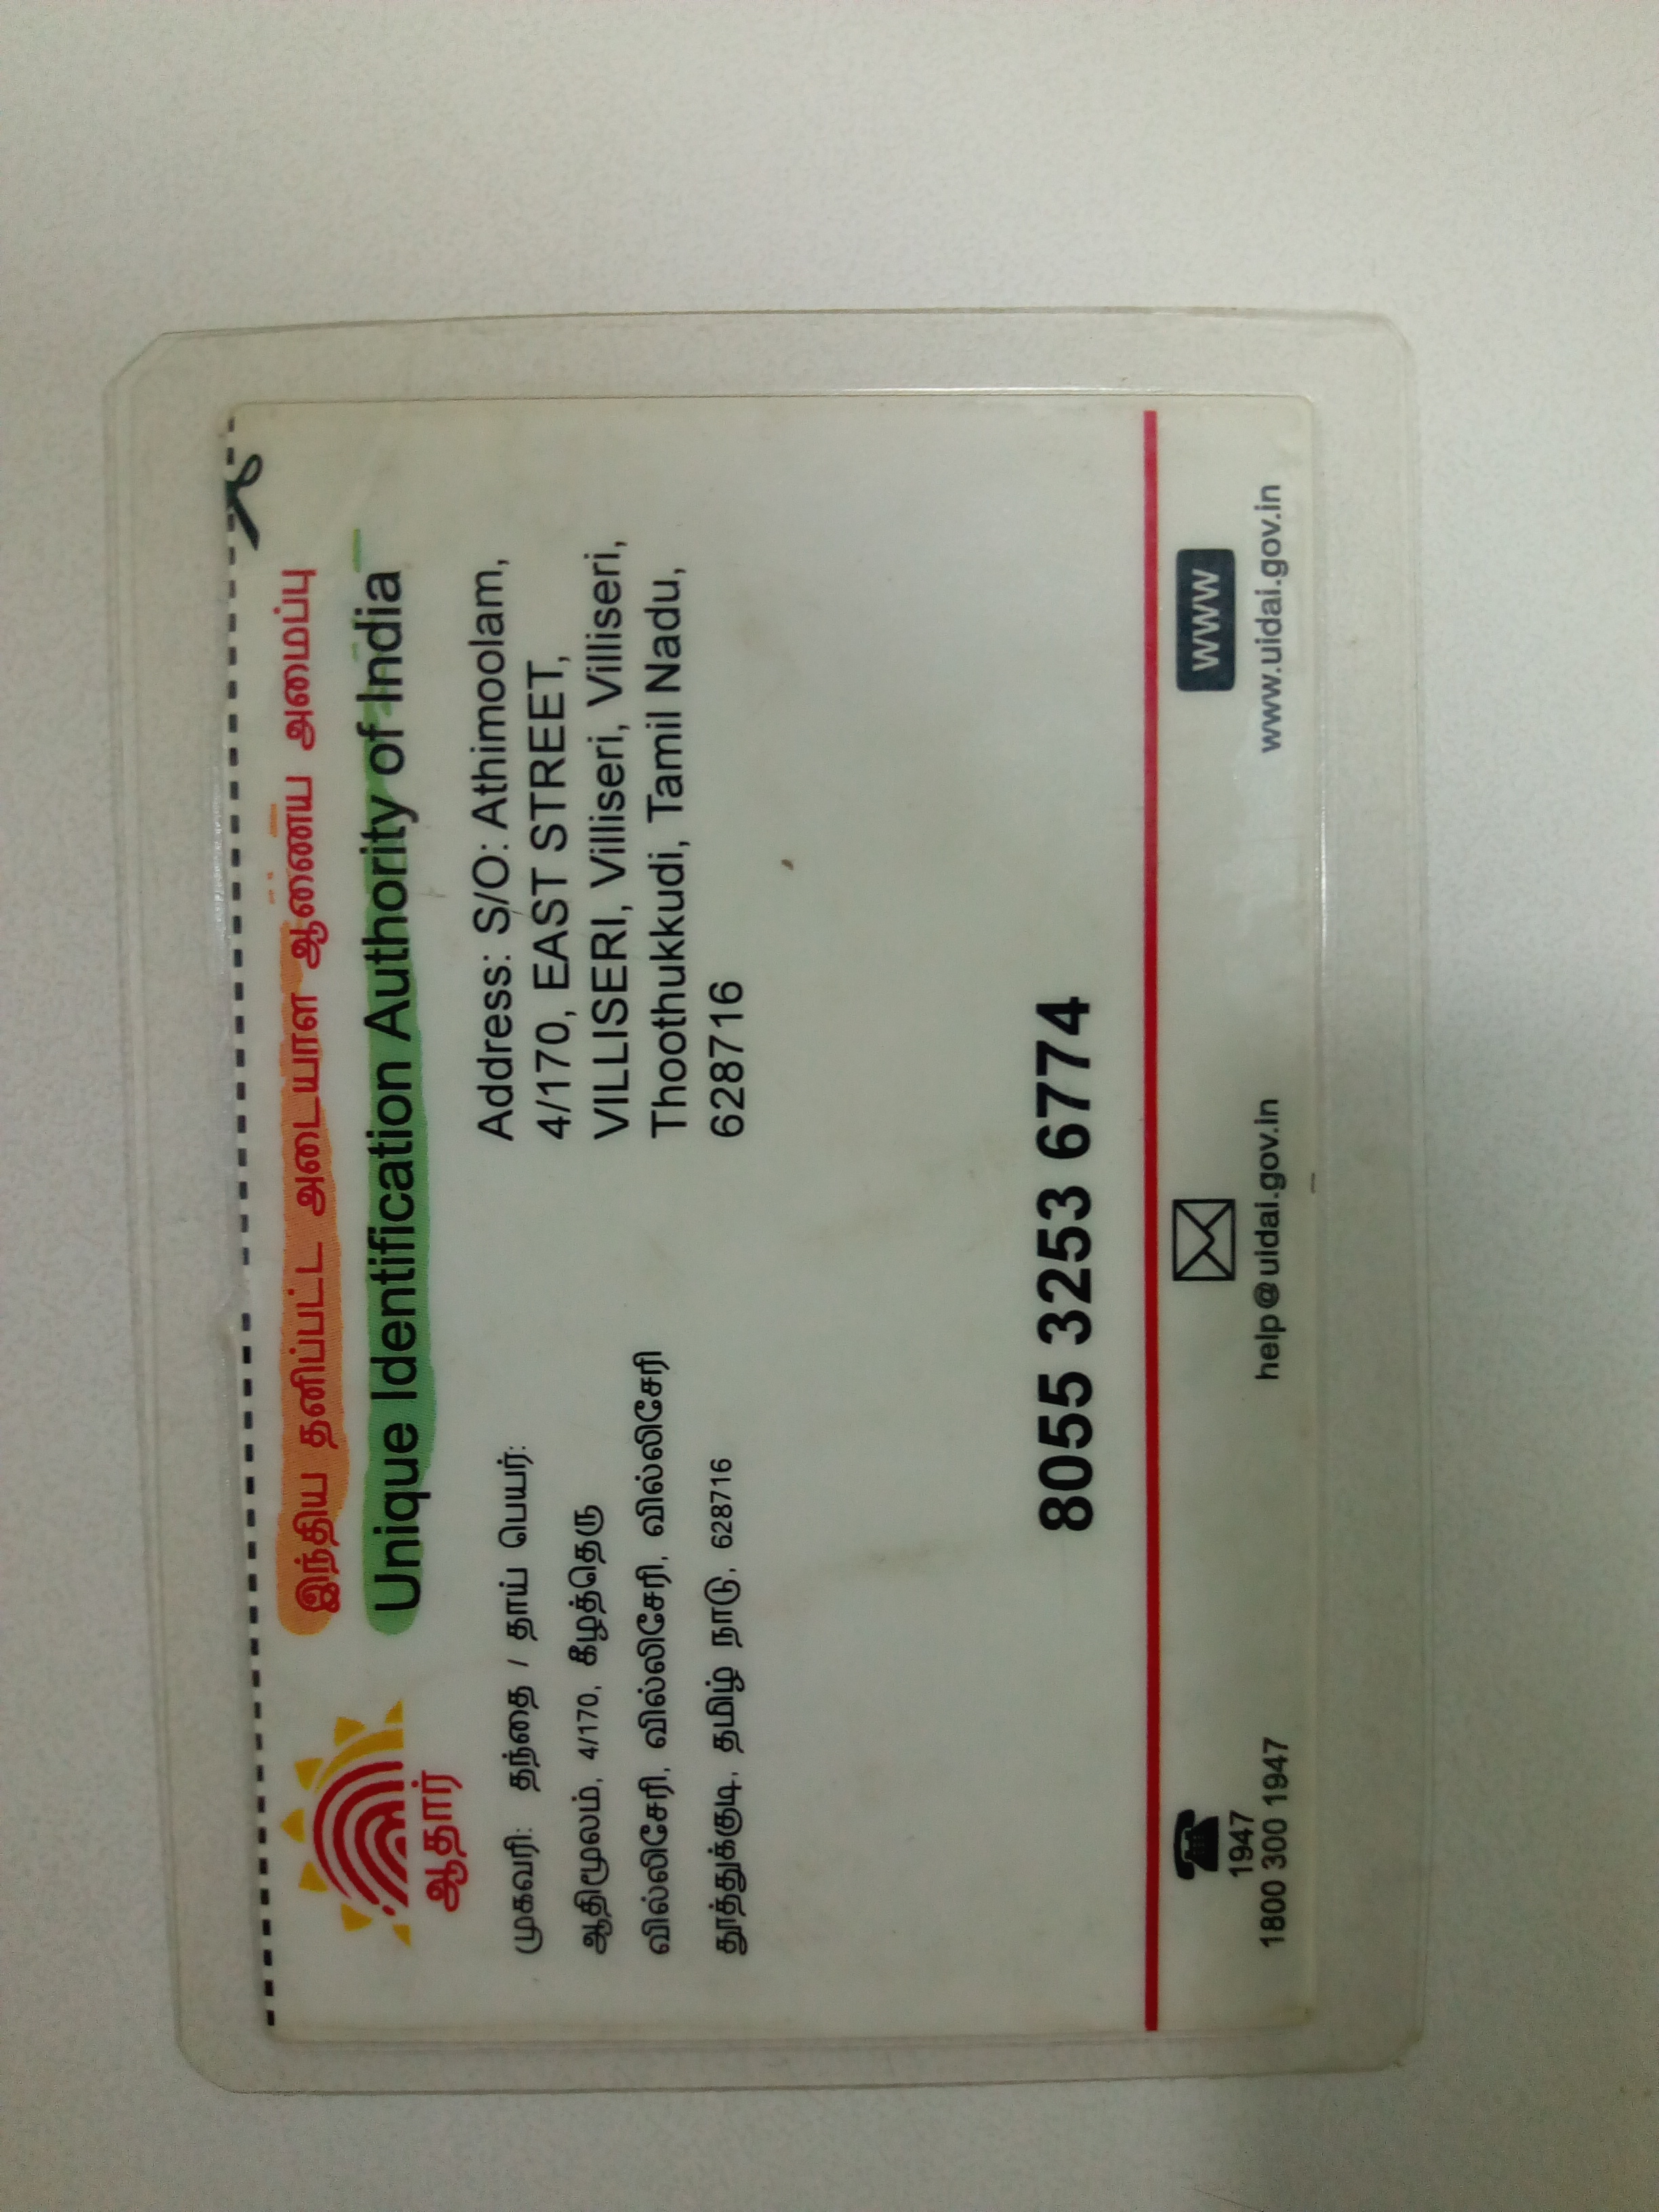 இந்திய தனிப்பட்ட அடையாள ஆணைய அமைப்பு
Unique Identification Authority of India
ஆதார்
முகவரி: தந்தை / தாய் பெயர்:
ஆதிமூலம், 4/170, கீழத்தெரு
வில்லிசேரி, வில்லிசேரி, வில்லிசேரி
தூத்துக்குடி, தமிழ் நாடு, 628716
Address: S/O: Athimoolam,
4/170, EAST STREET,
VILLISERI, Villiseri, Villiseri,
Thoothukkudi, Tamil Nadu,
628716
8055 3253 6774
1947
1800 300 1947
help@uidai.gov.in
www
www.uidai.gov.in